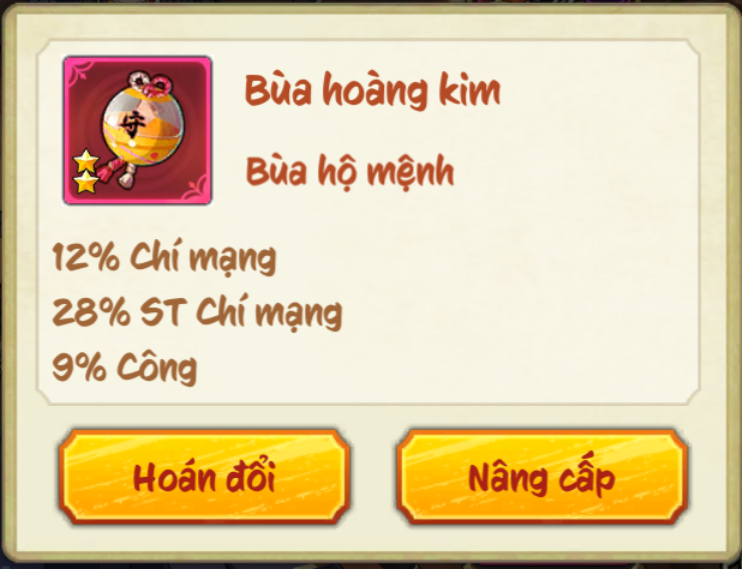 Bùa hoàng kim
Bùa hộ mệnh
守
12% Chí mạng
28% ST Chí mạng
9% Công
Hoán đổi
Nâng cấp